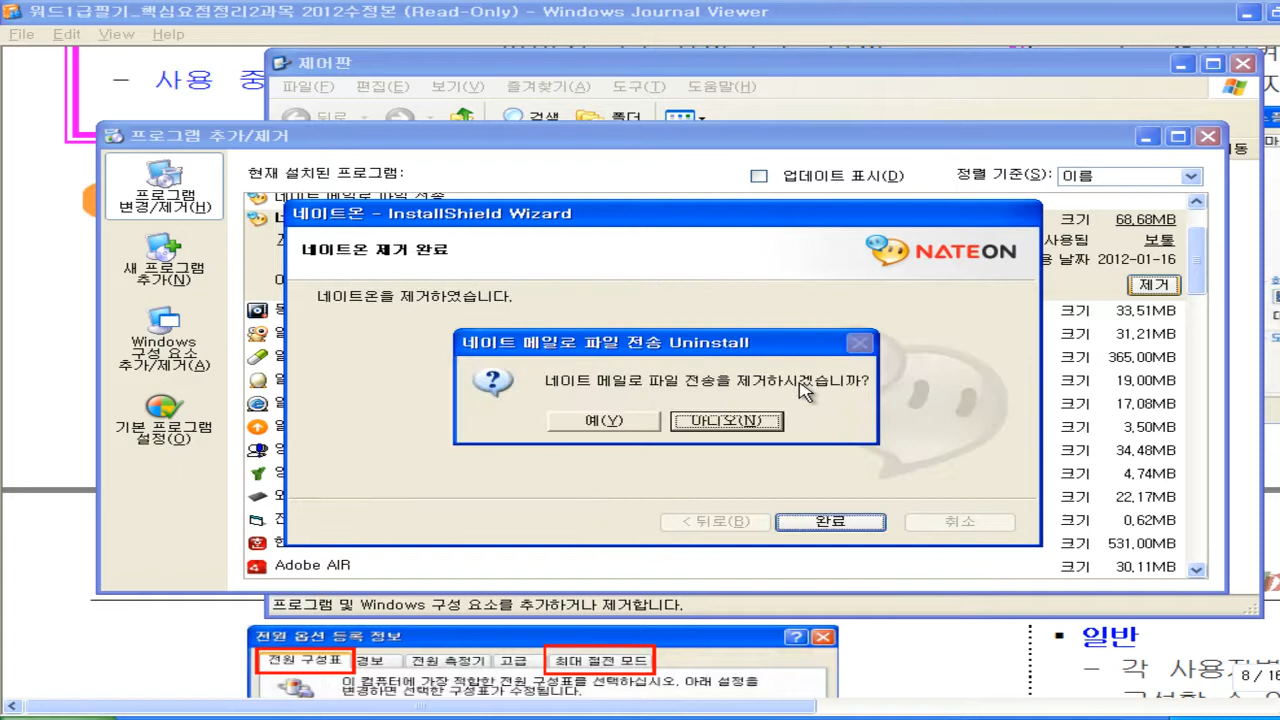 워드1급필기_핵심요점정리2과목 2012수정본 (Read-Only) - Windows Journal Viewer
File Edit View Help
- 사용 중
제어판
파일(F) 편집(E) 보기(V) 즐겨찾기(A) 도구(T) 도움말(H)
뒤로 검색 폴더
프로그램 추가/제거
프로그램
변경/제거(H)
새 프로그램
추가(N)
Windows
구성 요소
추가/제거(A)
기본 프로그램
설정(O)
현재 설치된 프로그램:
업데이트 표시(D)
정렬 기준(S): 이름
네이트 메일로 파일 전송
크기 68,68MB
사용됨 보통
용 날짜 2012-01-16
제거
크기 33,51MB
크기 31,21MB
크기 365,00MB
크기 19,00MB
크기 17,08MB
크기 3,50MB
크기 34,48MB
크기 4,74MB
크기 22,17MB
크기 0,62MB
크기 531,00MB
Adobe AIR
크기 30,11MB
네이트온 - InstallShield Wizard
네이트온 제거 완료
NATEON
네이트온을 제거하였습니다.
네이트 메일로 파일 전송 Uninstall
네이트 메일로 파일 전송을 제거하시겠습니까?
예(Y) 아니오(N)
< 뒤로(B) 완료 취소
프로그램 및 Windows 구성 요소를 추가하거나 제거합니다.
전원 옵션 등록 정보
전원 구성표 경보 전원 측정기 고급 최대 절전 모드
이 컴퓨터에 가장 적합한 전원 구성표를 선택하십시오. 아래 설정을
변경하면 선택한 구성표가 수정됩니다.
▪ 일반
- 각
8 / 16